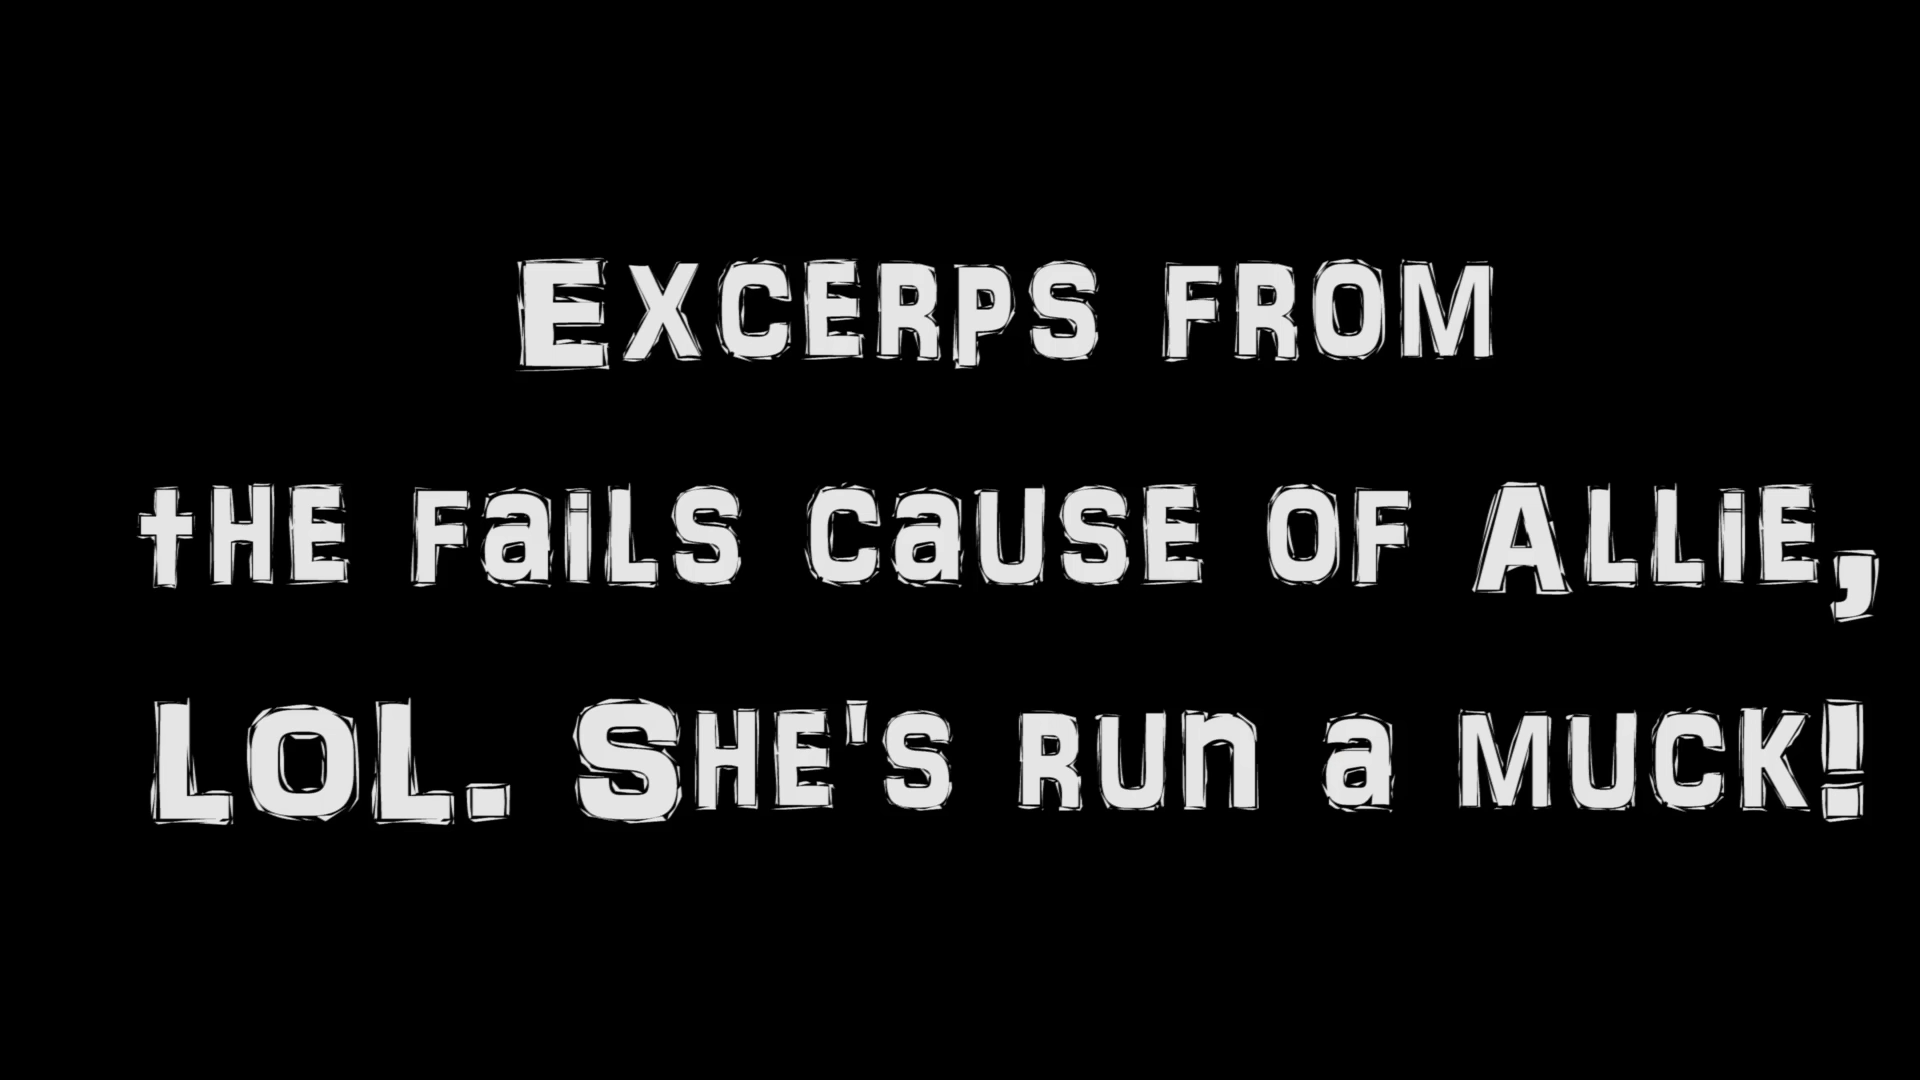 Excerps from
the fails cause of Allie,
LOL. She's run a muck!